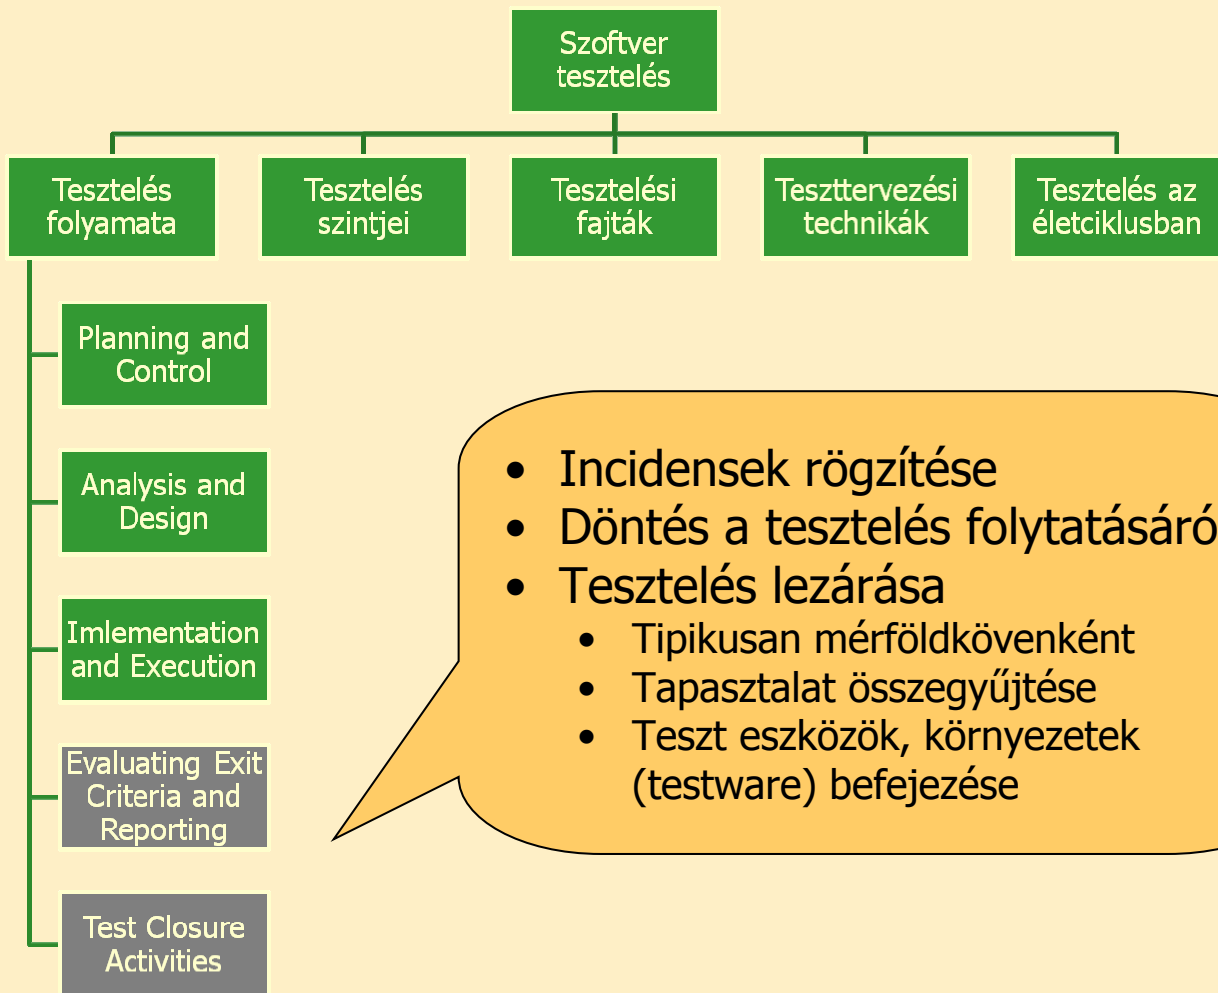 Szoftver
tesztelés
Tesztelés
folyamata
Tesztelés
szintjei
Tesztelési
fajták
Teszttervezési
technikák
Tesztelés az
életciklusban
Planning and
Control
Analysis and
Design
Imlementation
and Execution
Evaluating Exit
Criteria and
Reporting
Test Closure
Activities
• Incidensek rögzítése
• Döntés a tesztelés folytatásáró
• Tesztelés lezárása
• Tipikusan mérföldkövenként
• Tapasztalat összegyűjtése
• Teszt eszközök, környezetek
(testware) befejezése